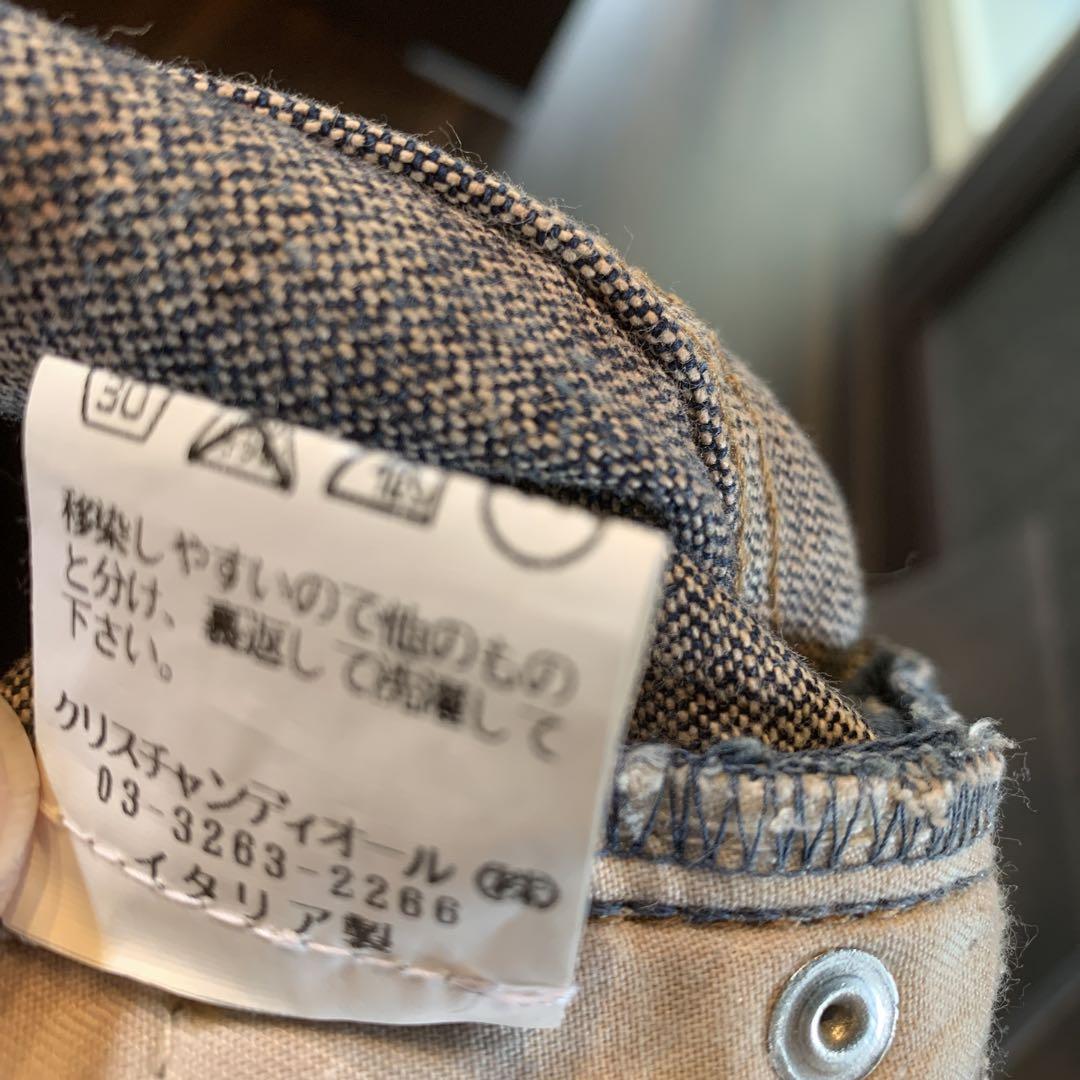 30
移染しやすいので他のもの
と分け、裏返して洗濯して
下さい。
クリスチャンディオール㈱
03-3263-2266
イタリア製